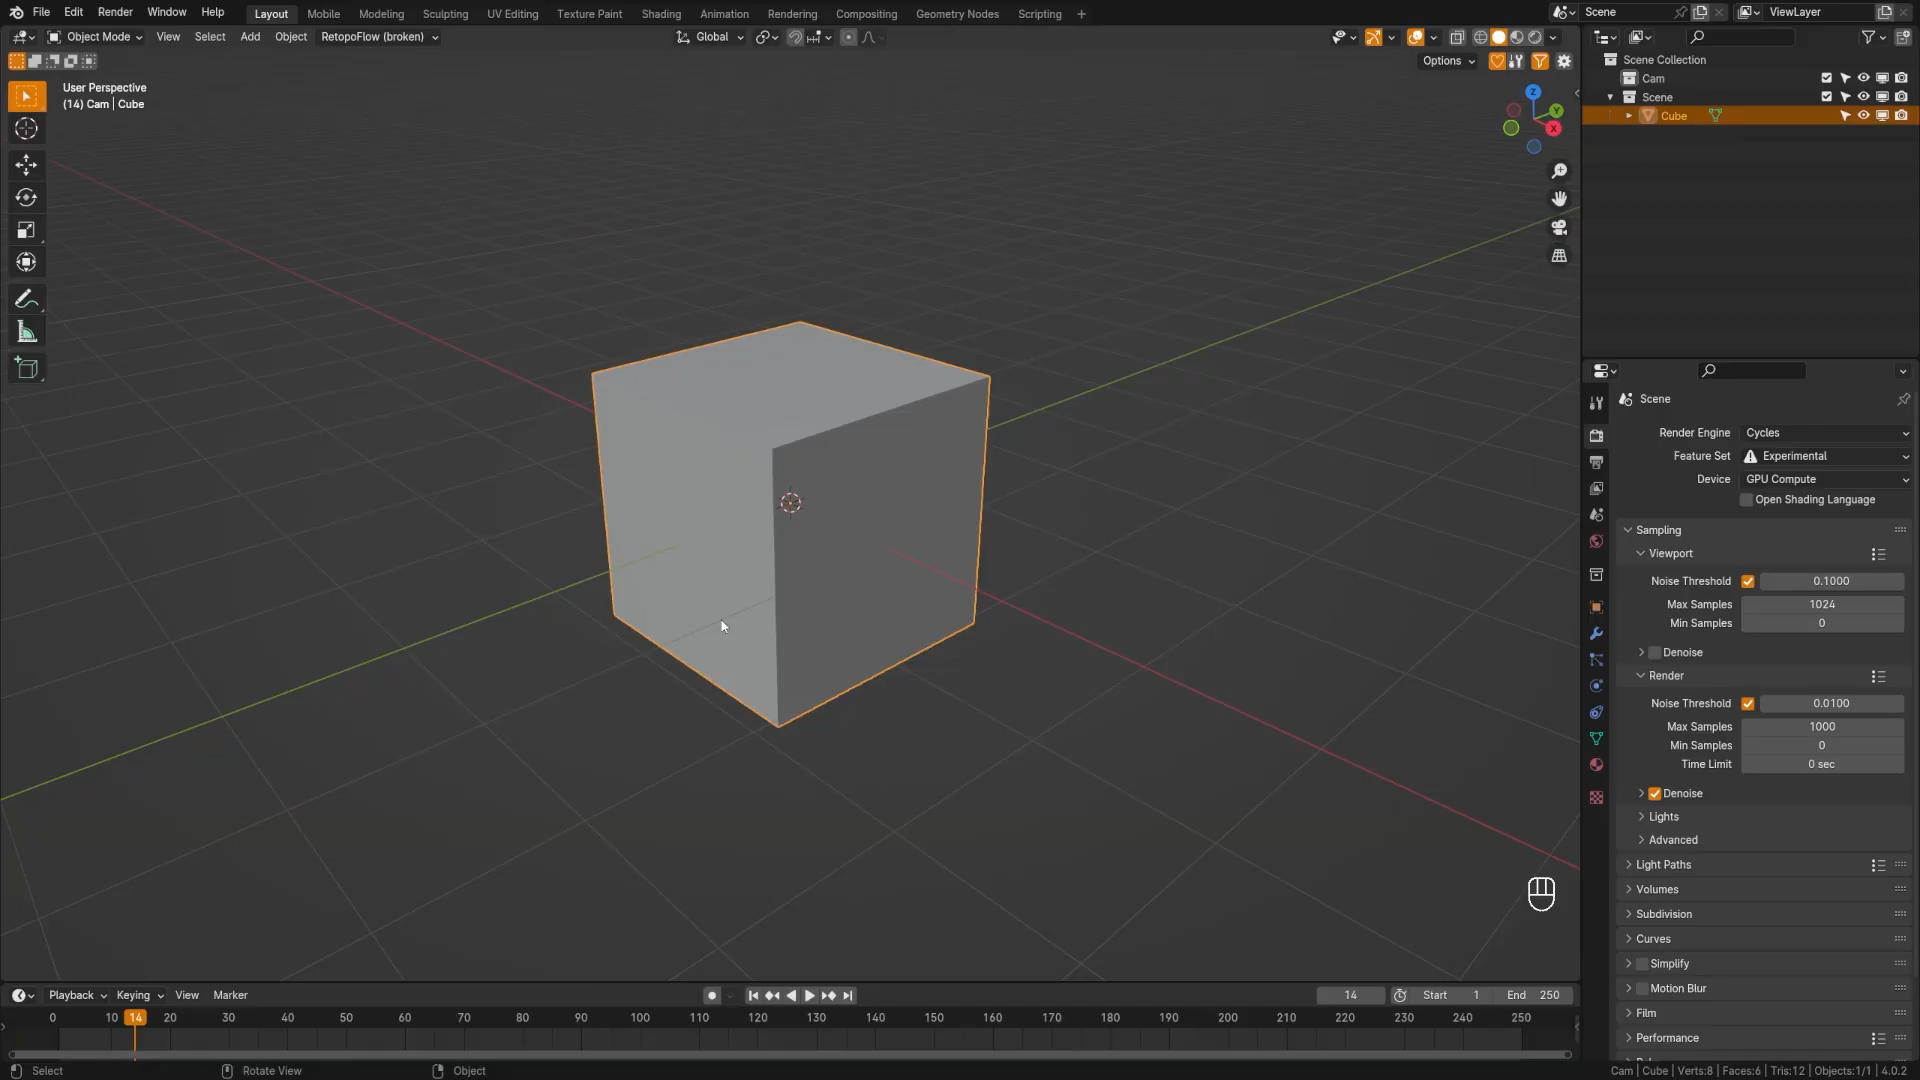 File Edit Render Window Help Layout Mobile Modeling Sculpting UV Editing Texture Paint Shading Animation Rendering Compositing Geometry Nodes Scripting + Scene ViewLayer
Object Mode View Select Add Object RetopoFlow (broken) Global
Options
User Perspective
(14) Cam | Cube
Z
Y
X
Scene Collection
Cam
Scene
Cube
Scene
Render Engine Cycles
Feature Set Experimental
Device GPU Compute
Open Shading Language
Sampling
Viewport
Noise Threshold 0.1000
Max Samples 1024
Min Samples 0
Denoise
Render
Noise Threshold 0.0100
Max Samples 1000
Min Samples 0
Time Limit 0 sec
Denoise
Lights
Advanced
Light Paths
Volumes
Subdivision
Curves
Simplify
Motion Blur
Film
Performance
Playback Keying View Marker 14 Start 1 End 250
0 10 14 20 30 40 50 60 70 80 90 100 110 120 130 140 150 160 170 180 190 200 210 220 230 240 250
Select Rotate View Object Cam | Cube | Verts:8 | Faces:6 | Tris:12 | Objects:1/1 | 4.0.2